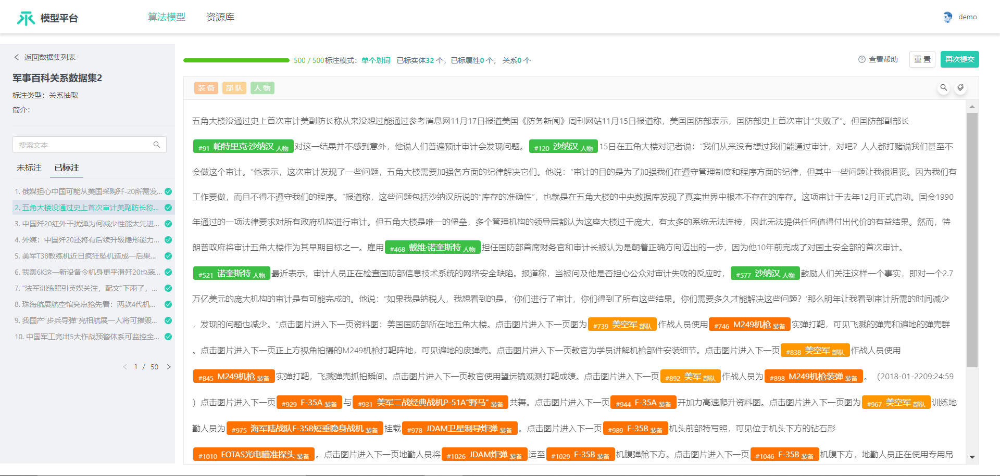 模型平台
算法模型
资源库
demo
返回数据集列表
军事百科关系数据集2
标注类型：关系抽取
简介：
搜索文本
未标注
已标注
1. 俄媒担心中国可能从美国采购歼-20所需发...
2. 五角大楼没通过史上首次审计美副防长称...
3. 中国歼20红外干扰弹为何减少性能太先进...
4. 外媒：中国歼20还将有后续升级隐形能力...
5. 美军T38教练机近日疯狂坠机造成一后果...
6. 我轰6K这一新设备令机身更平滑歼20也装...
7. "法军训练照引英媒关注，配文"下雨了，...
8. 珠海航展航空馆亮点抢先看：两款4代机...
9. 我国产"步兵导弹"亮相航展一人将可摧毁...
10. 中国军工亮出5大作战预警体系可监控全...
< 1 / 50 >
500 / 500标注模式：单个划词 已标实体32 个，已标属性0 个， 关系0 个
查看帮助
重 置
再次提交
装 备 部 队 人 物
五角大楼没通过史上首次审计美副防长称从来没想过能通过参考消息网11月17日报道美国《防务新闻》周刊网站11月15日报道称，美国国防部表示，国防部史上首次审计“失败了”。但国防部副部长
#91 帕特里克·沙纳汉 人物 对这一结果并不感到意外，他说人们普遍预计审计会发现问题。 #120 沙纳汉 人物 15日在五角大楼对记者说：“我们从来没有想过我们能通过审计，对吧？人人都打赌说我们甚至不
会做这个审计。”他表示，这次审计发现了一些问题，五角大楼需要加强各方面的纪律解决它们。他说：“审计的目的是为了加强我们在遵守管理制度和程序方面的纪律，但其中一些问题让我很沮丧。因为我们有
工作要做，而且不得不遵守我们的程序。”报道称，这些问题包括沙纳汉所说的“库存的准确性”，也就是在五角大楼的中央数据库发现了真实世界中根本不存在的库存。这项审计于去年12月正式启动。国会1990
年通过的一项法律要求对所有政府机构进行审计。但五角大楼是唯一的堡垒，多个管理机构的领导层都认为这座大楼过于庞大，有太多的系统无法连接，因此无法提供任何值得付出代价的有益结果。然而，特
朗普政府将审计五角大楼作为其早期目标之一。雇用 #468 戴维·诺奎斯特 人物 担任国防部首席财务官和审计长被认为是朝着正确方向迈出的一步，因为他10年前完成了对国土安全部的首次审计。
#521 诺奎斯特 人物 最近表示，审计人员正在检查国防部信息技术系统的网络安全缺陷。报道称，当被问及他是否担心公众对审计失败的反应时， #577 沙纳汉 人物 鼓励人们关注这样一个事实，即对一个2.7
万亿美元的庞大机构的审计是有可能完成的。他说：“如果我是纳税人，我想看到的是，‘你们进行了审计，你们得到了所有这些结果。你们需要多久才能解决这些问题？’那么明年让我看到审计所需的时间减少
，发现的问题也减少。”点击图片进入下一页资料图：美国国防部所在地五角大楼。点击图片进入下一页图为 #739 美空军 部队 作战人员使用 #746 M249机枪 装备 实弹打靶，可见飞溅的弹壳和遍地的弹壳群
。点击图片进入下一页正上方视角拍摄的M249机枪打靶阵地，可见遍地的废弹壳。点击图片进入下一页教官为学员讲解机枪部件安装细节。点击图片进入下一页 #838 美空军 部队 作战人员使用
#845 M249机枪 装备 实弹打靶，飞溅弹壳抓拍瞬间。点击图片进入下一页教官使用望远镜观测打靶成绩。点击图片进入下一页 #892 美军 部队 作战人员为 #898 M249机枪装弹 装备 。（2018-01-2209:24:59
）点击图片进入下一页 #929 F-35A 装备 与 #931 美军二战经典战机P-51A“野马” 装备 共舞。点击图片进入下一页 #944 F-35A 装备 开加力高速爬升资料图。点击图片进入下一页图为 #967 美空军 部队 训练地
勤人员为 #975 海军陆战队F-35B短垂隐身战机 装备 挂载 #978 JDAM卫星制导炸弹 装备 。点击图片进入下一页 #989 F-35B 装备 机头前部特写照，可见位于机头下方的钻石形
#1010 EOTAS光电瞄准探头 装备 。点击图片进入下一页地勤人员将 #1026 JDAM炸弹 装备 运至 #1029 F-35B 装备 机腹弹舱下方。点击图片进入下一页 #1046 F-35B 装备 机腹下方，地勤人员正在使用专用吊